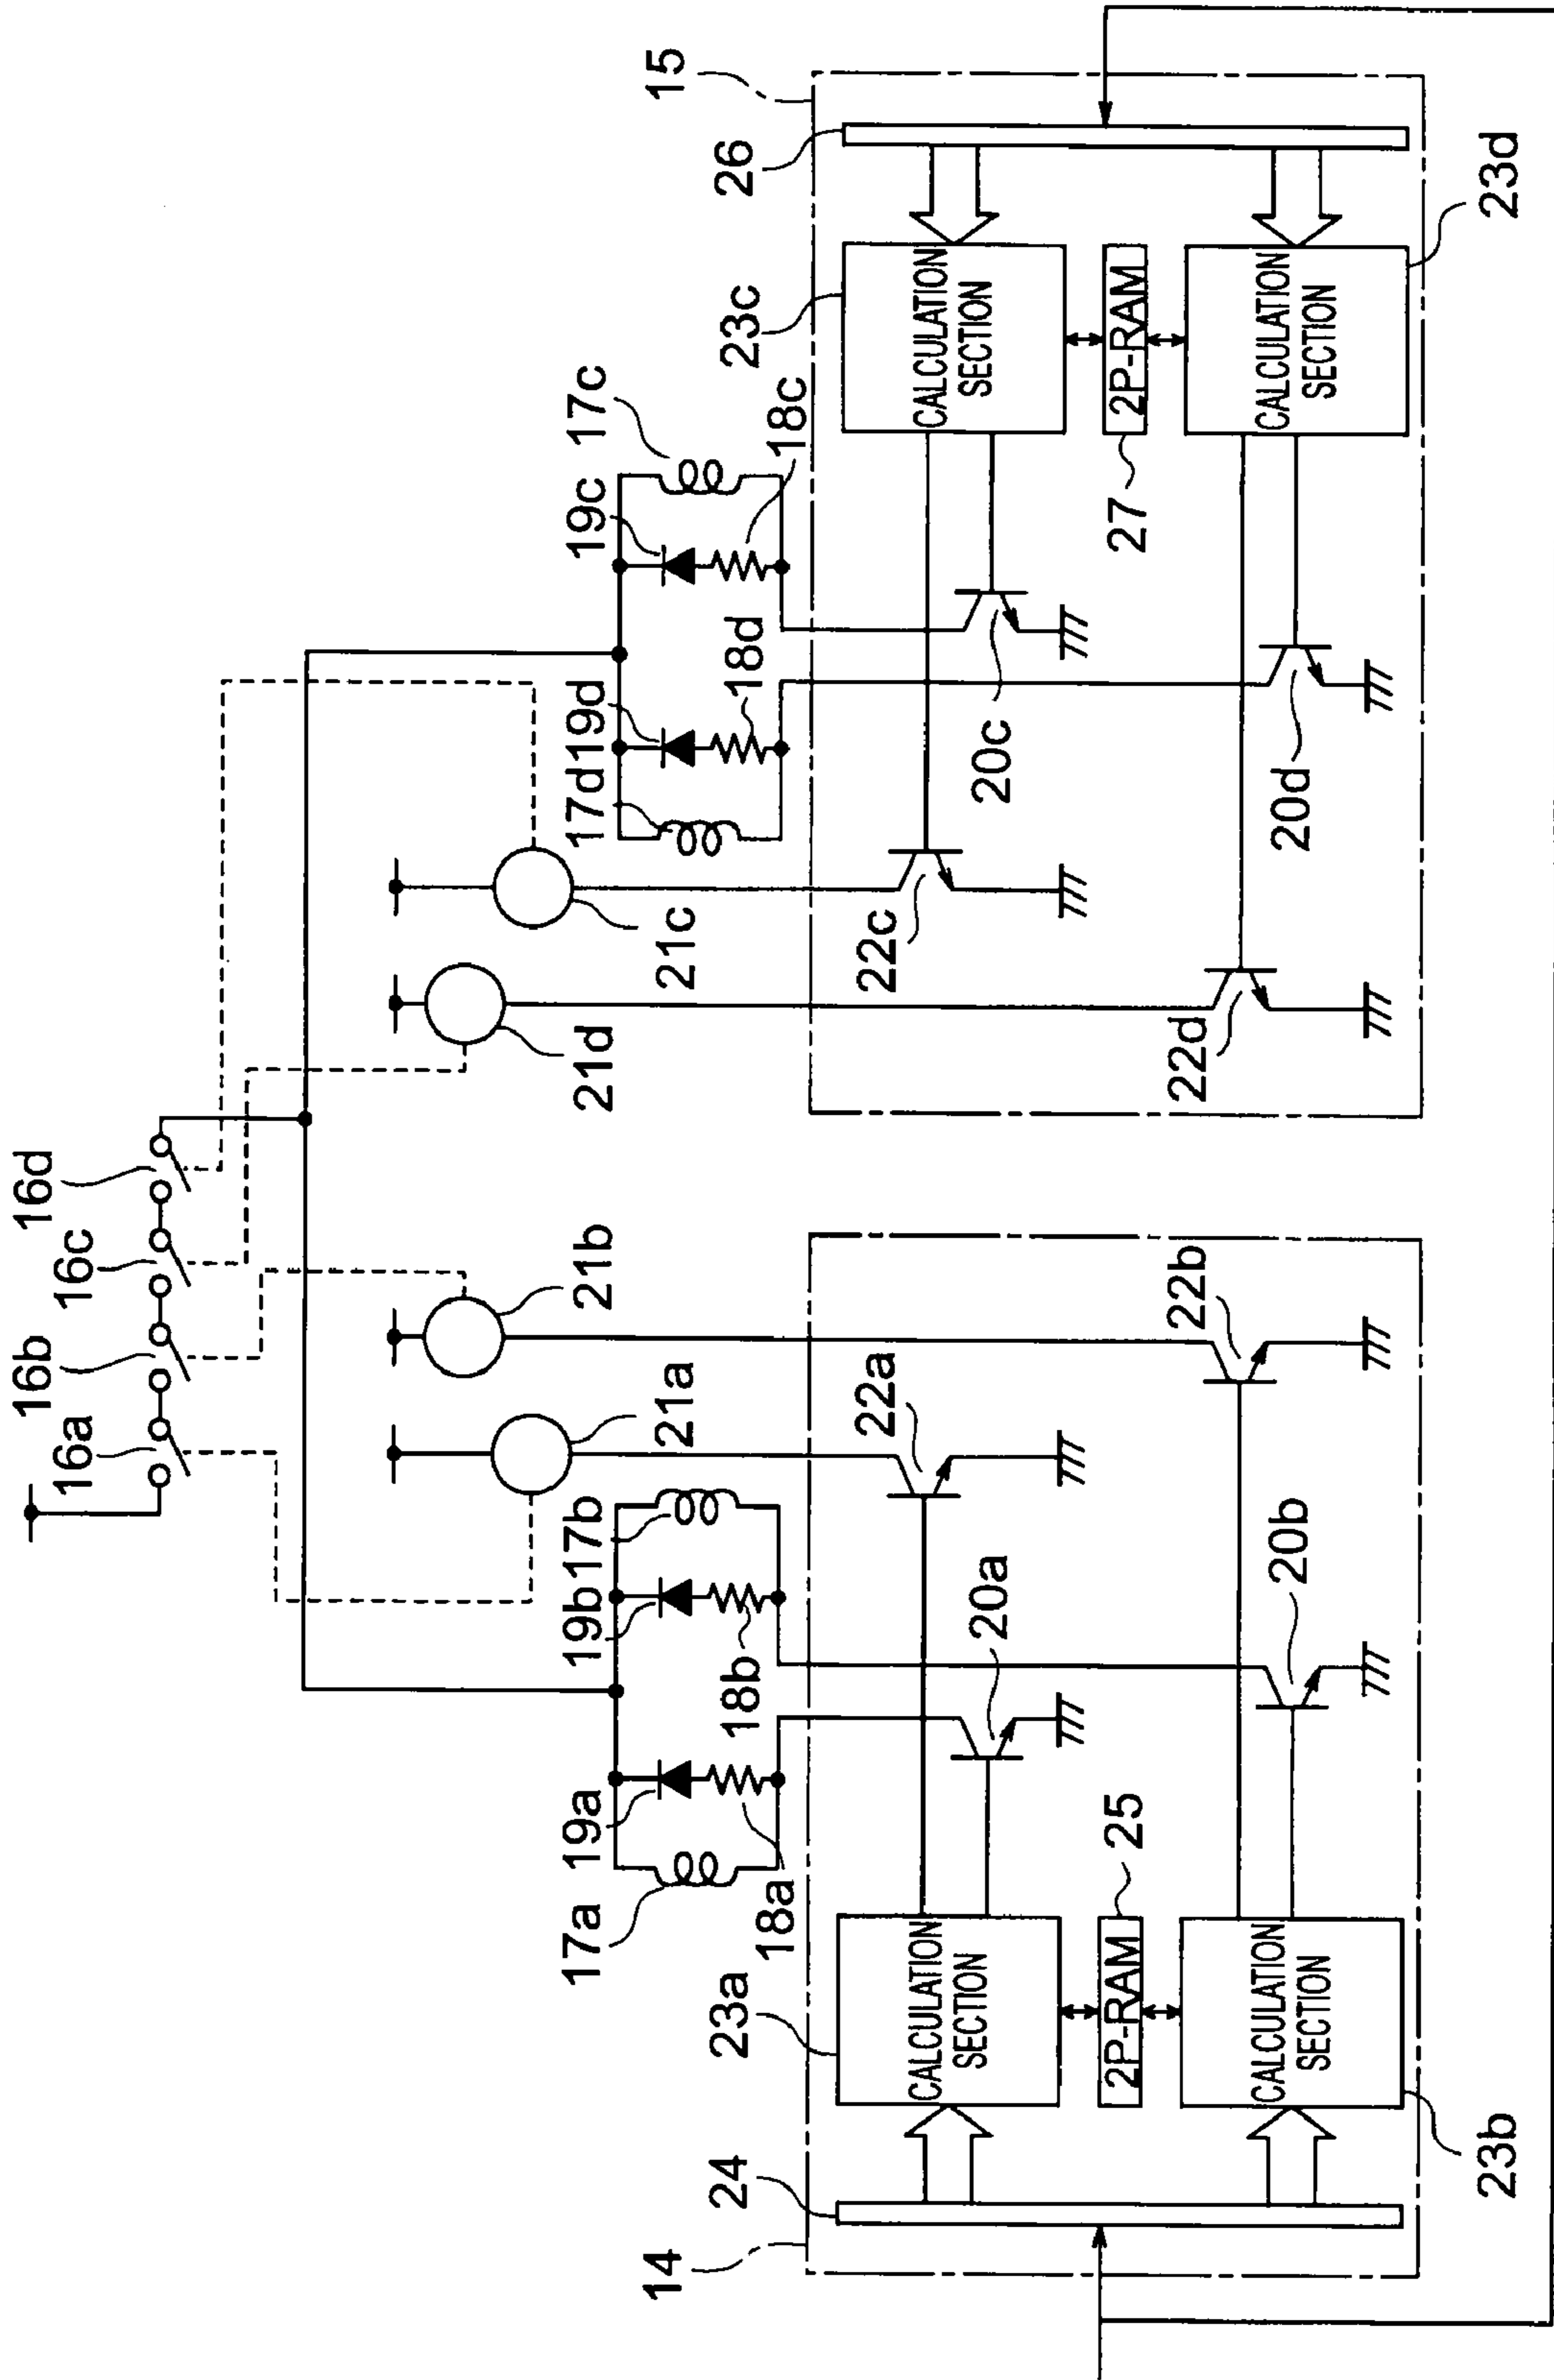 16a
16b
16c
16d
17a
19a
19b
17b
21a
21b
21d
21c
17d
19d
19c
17c
18a
18b
18d
18c
14
24
23a
CALCULATION
SECTION
20a
22a
22c
20c
23c
CALCULATION
SECTION
26
15
2P-RAM
25
27
2P-RAM
23b
CALCULATION
SECTION
20b
22b
22d
20d
CALCULATION
SECTION
23d